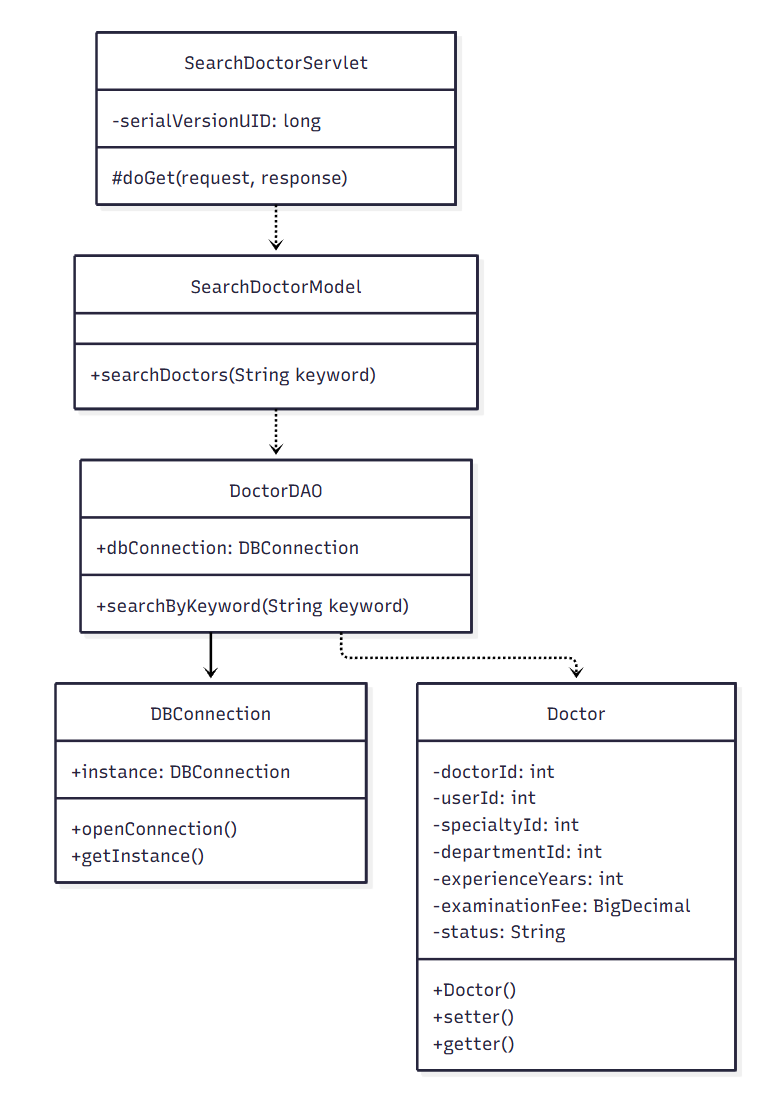 SearchDoctorServlet
-serialVersionUID: long
#doGet(request, response)
SearchDoctorModel
+searchDoctors(String keyword)
DoctorDAO
+dbConnection: DBConnection
+searchByKeyword(String keyword)
DBConnection
+instance: DBConnection
+openConnection()
+getInstance()
Doctor
-doctorId: int
-userId: int
-specialtyId: int
-departmentId: int
-experienceYears: int
-examinationFee: BigDecimal
-status: String
+Doctor()
+setter()
+getter()